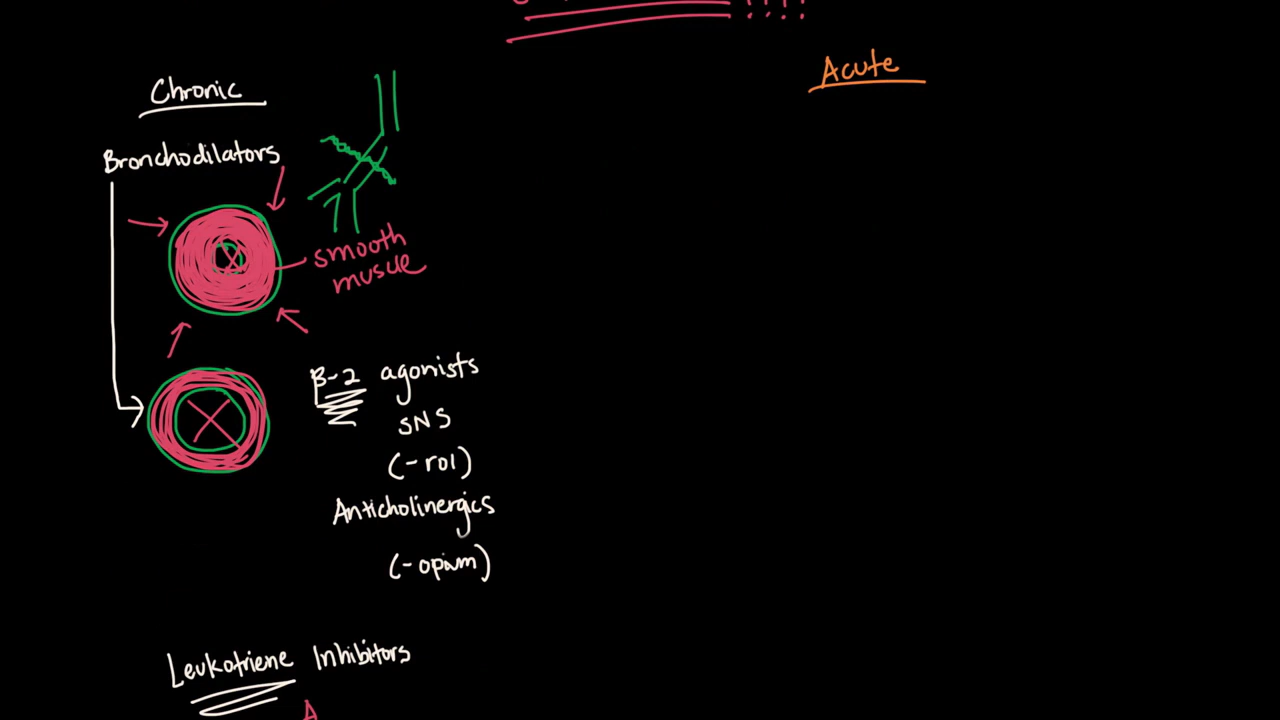 Chronic
Bronchodilators
smooth
muscle
B-2 agonists
SNS
(-rol)
Anticholinergics
(-opium)
Leukotriene Inhibitors
A
Acute
!!!!